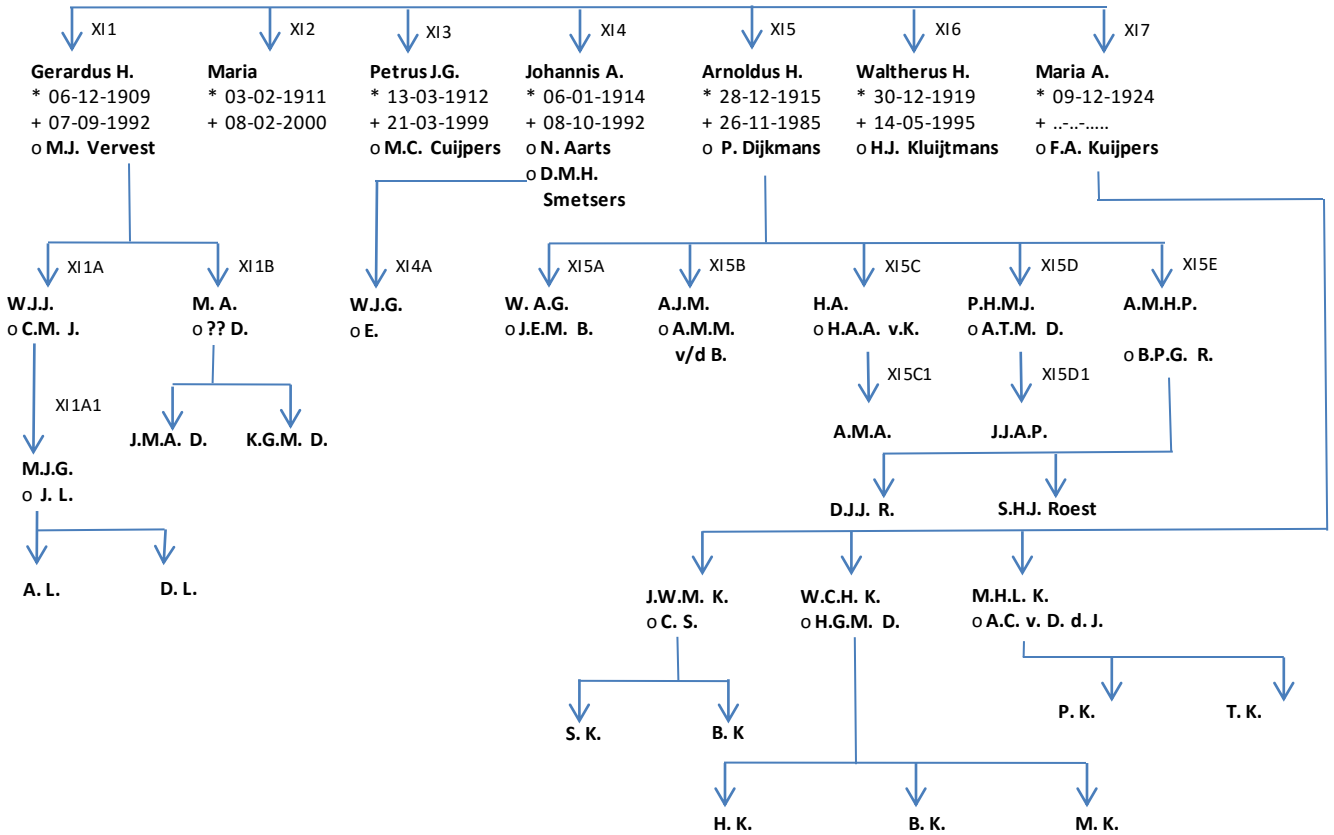 XI1
XI2
XI3
XI4
XI5
XI6
XI7
Gerardus H.
* 06-12-1909
+ 07-09-1992
o M.J. Vervest
Maria
* 03-02-1911
+ 08-02-2000
Petrus J.G.
* 13-03-1912
+ 21-03-1999
o M.C. Cuijpers
Johannis A.
* 06-01-1914
+ 08-10-1992
o N. Aarts
o D.M.H.
Smetsers
Arnoldus H.
* 28-12-1915
+ 26-11-1985
o P. Dijkmans
Waltherus H.
* 30-12-1919
+ 14-05-1995
o H.J. Kluijtmans
Maria A.
* 09-12-1924
+ ..-..-.....
o F.A. Kuijpers
XI1A
XI1B
XI4A
XI5A
XI5B
XI5C
XI5D
XI5E
W.J.J.
o C.M. J.
M. A.
o ?? D.
W.J.G.
o E.
W. A.G.
o J.E.M. B.
A.J.M.
o A.M.M.
v/d B.
H.A.
o H.A.A. v.K.
P.H.M.J.
o A.T.M. D.
A.M.H.P.
o B.P.G. R.
XI1A1
XI5C1
XI5D1
J.M.A. D.
K.G.M. D.
A.M.A.
J.J.A.P.
M.J.G.
o J. L.
D.J.J. R.
S.H.J. Roest
A. L.
D. L.
J.W.M. K.
o C. S.
W.C.H. K.
o H.G.M. D.
M.H.L. K.
o A.C. v. D. d. J.
S. K.
B. K
P. K.
T. K.
H. K.
B. K.
M. K.